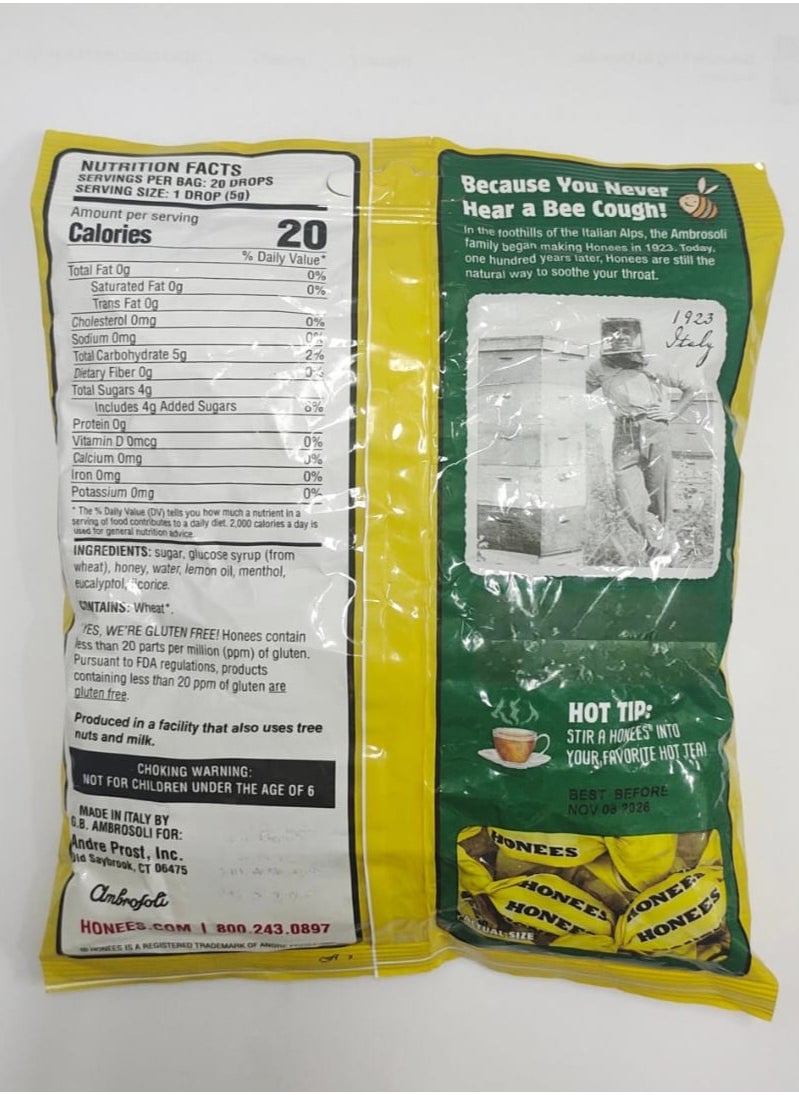 NUTRITION FACTS
SERVINGS PER BAG: 20 DROPS
SERVING SIZE: 1 DROP (5g)
Amount per serving
Calories 20
% Daily Value*
Total Fat 0g 0%
Saturated Fat 0g 0%
Trans Fat 0g
Cholesterol 0mg 0%
Sodium 0mg 0%
Total Carbohydrate 5g 2%
Dietary Fiber 0g
Total Sugars 4g
Includes 4g Added Sugars
Protein 0g
Vitamin D 0mcg 0%
Calcium 0mg 0%
Iron 0mg 0%
Potassium 0mg 0%
* The % Daily Value (DV) tells you how much a nutrient in a
serving of food contributes to a daily diet. 2,000 calories a day is
used for general nutrition advice.
INGREDIENTS: sugar, glucose syrup (from
wheat), honey, water, lemon oil, menthol,
eucalyptol, licorice.
CONTAINS: Wheat*.
*YES, WE'RE GLUTEN FREE! Honees contain
less than 20 parts per million (ppm) of gluten.
Pursuant to FDA regulations, products
containing less than 20 ppm of gluten are
gluten free.
Produced in a facility that also uses tree
nuts and milk.
CHOKING WARNING:
NOT FOR CHILDREN UNDER THE AGE OF 6
MADE IN ITALY BY
G.B. AMBROSOLI FOR:
Andre Prost, Inc.
Old Saybrook, CT 06475
Ambrosoli
HONEES.COM | 800.243.0897
® HONEES IS A REGISTERED TRADEMARK OF ANDRE
Because You Never
Hear a Bee Cough!
In the foothills of the Italian Alps, the Ambrosoli
family began making Honees in 1923. Today,
one hundred years later, Honees are still the
natural way to soothe your throat.
1923
Italy
HOT TIP:
STIR A HONEES® INTO
YOUR FAVORITE HOT TEA!
BEST BEFORE
NOV 2026
HONEES
HONEES
HONEES
HONEES
HONEES
ACTUAL SIZE